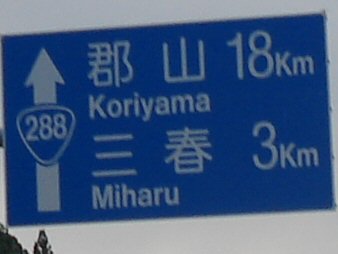 郡山 18Km
Koriyama
288
三春 3Km
Miharu